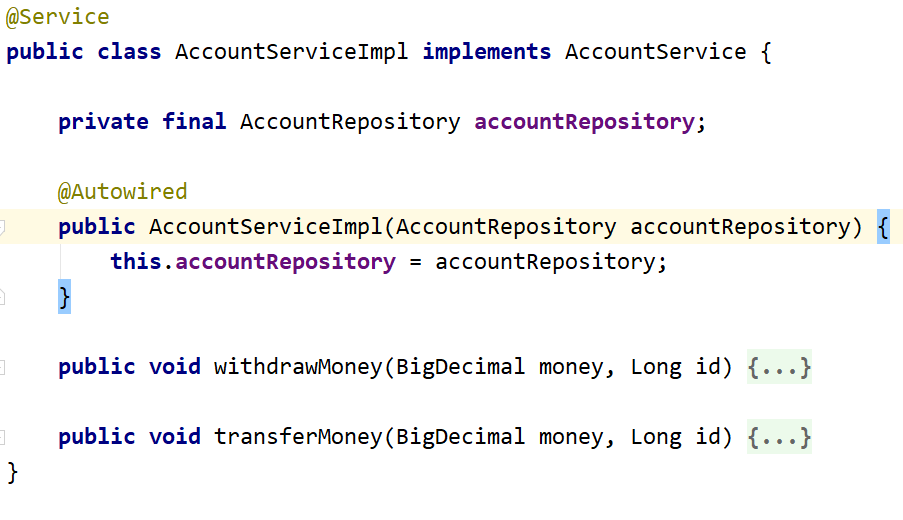 @Service
public class AccountServiceImpl implements AccountService {
private final AccountRepository accountRepository;
@Autowired
public AccountServiceImpl(AccountRepository accountRepository) {
this.accountRepository = accountRepository;
}
public void withdrawMoney(BigDecimal money, Long id) {...}
public void transferMoney(BigDecimal money, Long id) {...}
}